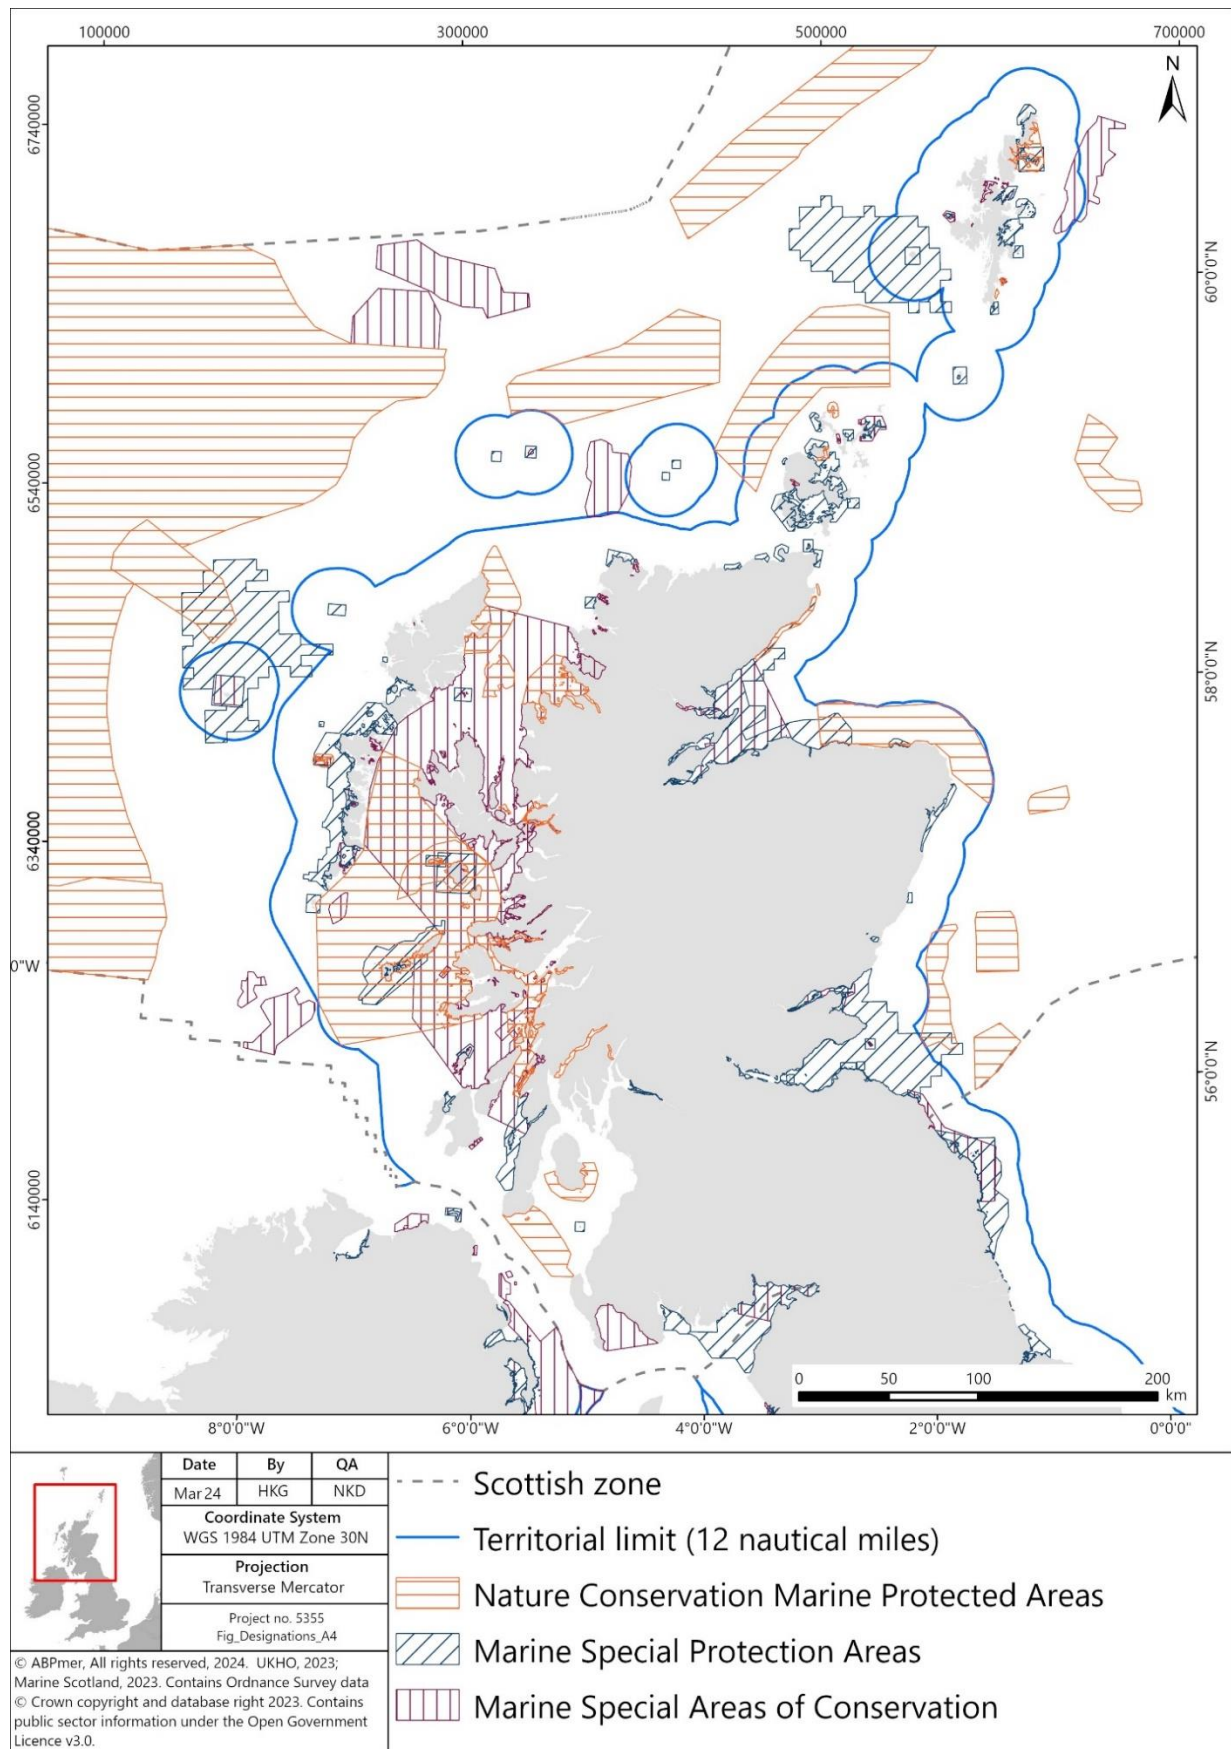 100000 300000 500000 700000
N
6740000
60°0'0"N
6540000
58°0'0"N
6340000
0"W
56°0'0"N
6140000
0 50 100 200
km
8°0'0"W 6°0'0"W 4°0'0"W 2°0'0"W 0°0'0"E
Date By QA
Mar24 HKG NKD
Coordinate System
WGS 1984 UTM Zone 30N
Projection
Transverse Mercator
Project no. 5355
Fig_Designations_A4
© ABPmer, All rights reserved, 2024. UKHO, 2023;
Marine Scotland, 2023. Contains Ordnance Survey data
© Crown copyright and database right 2023. Contains
public sector information under the Open Government
Licence v3.0.
Scottish zone
Territorial limit (12 nautical miles)
Nature Conservation Marine Protected Areas
Marine Special Protection Areas
Marine Special Areas of Conservation